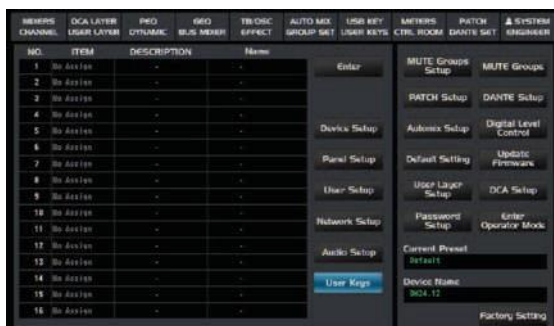 MIXERS DCA LAYER PEQ GEQ TB/OSC AUTO MIX USB KEY METERS PATCH SYSTEM
CHANNEL USER LAYER DYNAMIC BUS MIXER EFFECT GROUP SET USER KEYS CTRL ROOM DANTE SET ENGINEER
NO. ITEM DESCRIPTION Name
1 No Assign - -
2 No Assign - -
3 No Assign - -
4 No Assign - -
5 No Assign - -
6 No Assign - -
7 No Assign - -
8 No Assign - -
9 No Assign - -
10 No Assign - -
11 No Assign - -
12 No Assign - -
13 No Assign - -
14 No Assign - -
15 No Assign - -
16 No Assign - -
Enter
Device Setup
Panel Setup
User Setup
Network Setup
Audio Setup
User Keys
MUTE Groups
Setup
MUTE Groups
PATCH Setup
DANTE Setup
Automix Setup
Digital Level
Control
Default Setting
Update
Firmware
User Layer
Setup
DCA Setup
Password
Setup
Enter
Operator Mode
Current Preset
Default
Device Name
DM24.12
Factory Setting